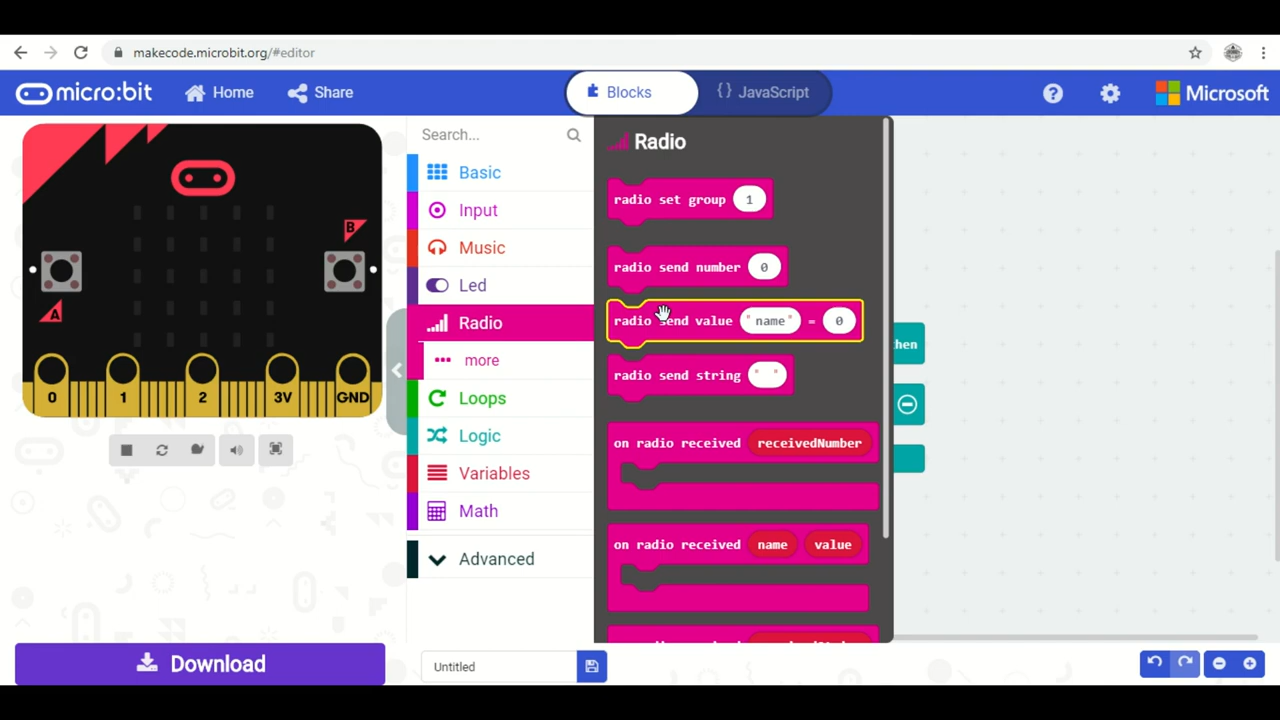 makecode.microbit.org/#editor
micro:bit
Home
Share
Blocks
{ } JavaScript
Microsoft
B
A
0
1
2
3V
GND
Download
Search...
Basic
Input
Music
Led
Radio
more
Loops
Logic
Variables
Math
Advanced
Untitled
Radio
radio set group 1
radio send number 0
radio send value "name" = 0
radio send string " "
on radio received receivedNumber
on radio received name value